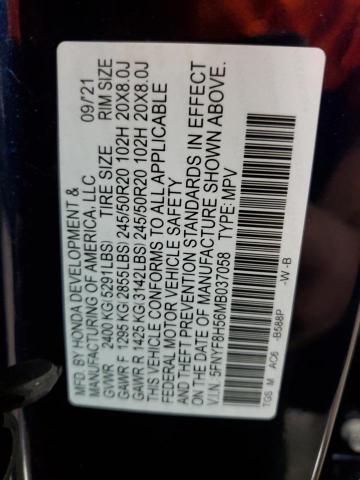 MFD. BY HONDA DEVELOPMENT & 09/21
MANUFACTURING OF AMERICA, LLC
GVWR 2400 KG(5291LBS) TIRE SIZE RIM SIZE
GAWR F 1295 KG(2855LBS) 245/50R20 102H 20X8.0J
GAWR R 1425 KG(3142LBS) 245/50R20 102H 20X8.0J
THIS VEHICLE CONFORMS TO ALL APPLICABLE
FEDERAL MOTOR VEHICLE SAFETY
AND THEFT PREVENTION STANDARDS IN EFFECT
ON THE DATE OF MANUFACTURE SHOWN ABOVE.
V.I.N. 5FNYF8H56MB037058 TYPE: MPV
TGS M AC6 -B588P -W -B